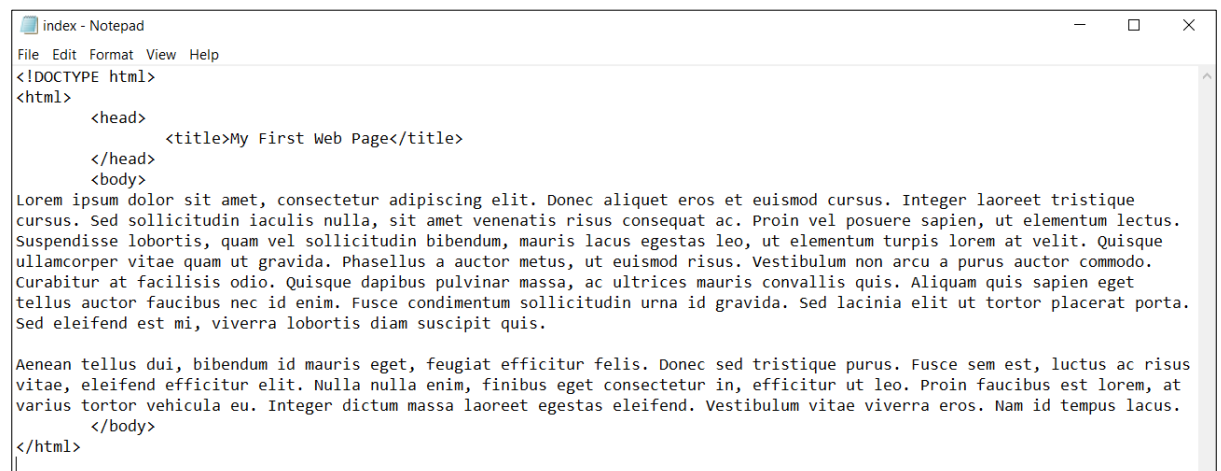 index - Notepad
File Edit Format View Help
<!DOCTYPE html>
<html>
<head>
<title>My First Web Page</title>
</head>
<body>
Lorem ipsum dolor sit amet, consectetur adipiscing elit. Donec aliquet eros et euismod cursus. Integer laoreet tristique
cursus. Sed sollicitudin iaculis nulla, sit amet venenatis risus consequat ac. Proin vel posuere sapien, ut elementum lectus.
Suspendisse lobortis, quam vel sollicitudin bibendum, mauris lacus egestas leo, ut elementum turpis lorem at velit. Quisque
ullamcorper vitae quam ut gravida. Phasellus a auctor metus, ut euismod risus. Vestibulum non arcu a purus auctor commodo.
Curabitur at facilisis odio. Quisque dapibus pulvinar massa, ac ultrices mauris convallis quis. Aliquam quis sapien eget
tellus auctor faucibus nec id enim. Fusce condimentum sollicitudin urna id gravida. Sed lacinia elit ut tortor placerat porta.
Sed eleifend est mi, viverra lobortis diam suscipit quis.
Aenean tellus dui, bibendum id mauris eget, feugiat efficitur felis. Donec sed tristique purus. Fusce sem est, luctus ac risus
vitae, eleifend efficitur elit. Nulla nulla enim, finibus eget consectetur in, efficitur ut leo. Proin faucibus est lorem, at
varius tortor vehicula eu. Integer dictum massa laoreet egestas eleifend. Vestibulum vitae viverra eros. Nam id tempus lacus.
</body>
</html>